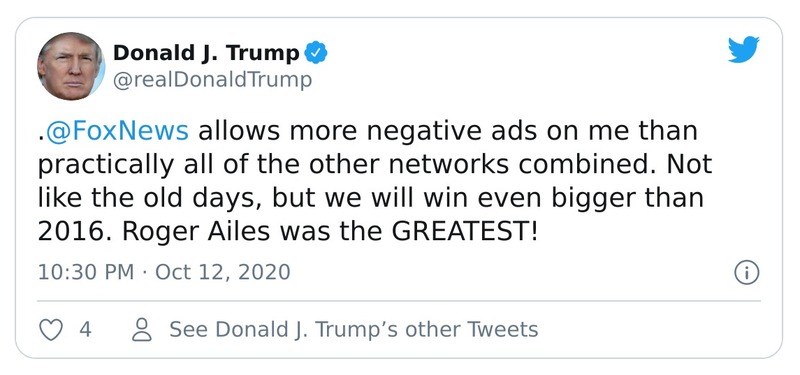 Donald J. Trump
@realDonaldTrump
.@FoxNews allows more negative ads on me than
practically all of the other networks combined. Not
like the old days, but we will win even bigger than
2016. Roger Ailes was the GREATEST!
10:30 PM · Oct 12, 2020
4 See Donald J. Trump’s other Tweets